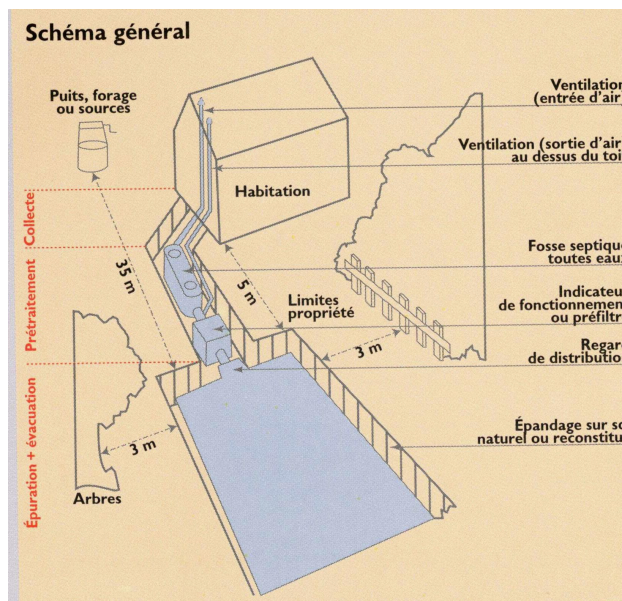 Schéma général
Puits, forage
ou sources
Ventilation
(entrée d'air
Ventilation (sortie d'air
au dessus du toi
Habitation
Collecte
Prétraitement
Épuration + évacuation
35 m
5 m
Fosse septiqu
toutes eau
Limites
propriété
Indicateu
de fonctionnemen
ou préfiltr
3 m
Regar
de distributio
3 m
Épandage sur so
naturel ou reconstitu
Arbres